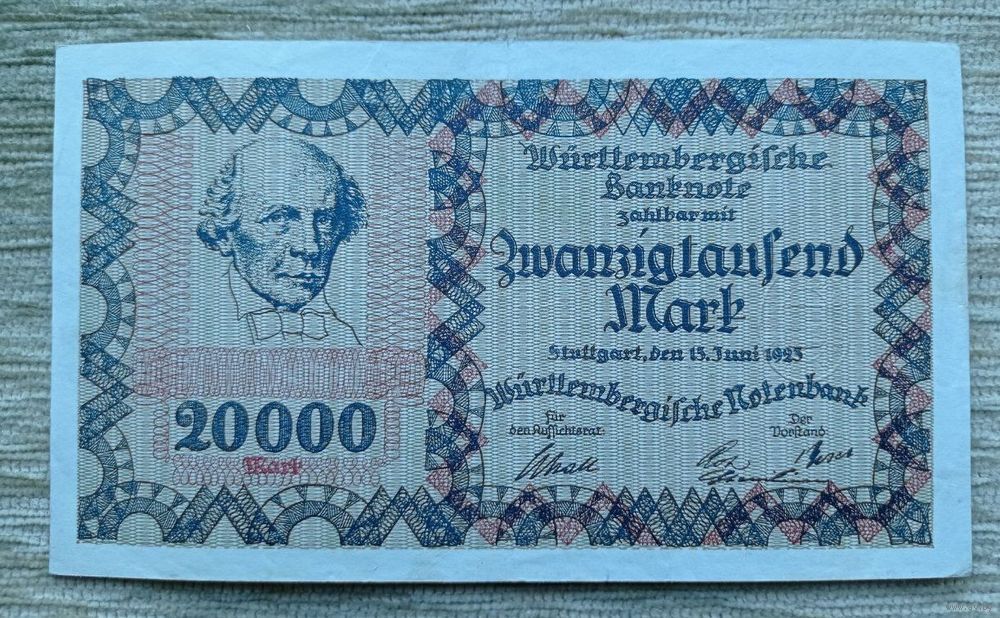 Württembergische
Banknote
zahlbar mit
Zwanzigtausend
Mark
Stuttgart, den 15. Juni 1923
Württembergische Notenbank
Für
den Aufsichtsrat:
Der
Vorstand:
20000
Mark